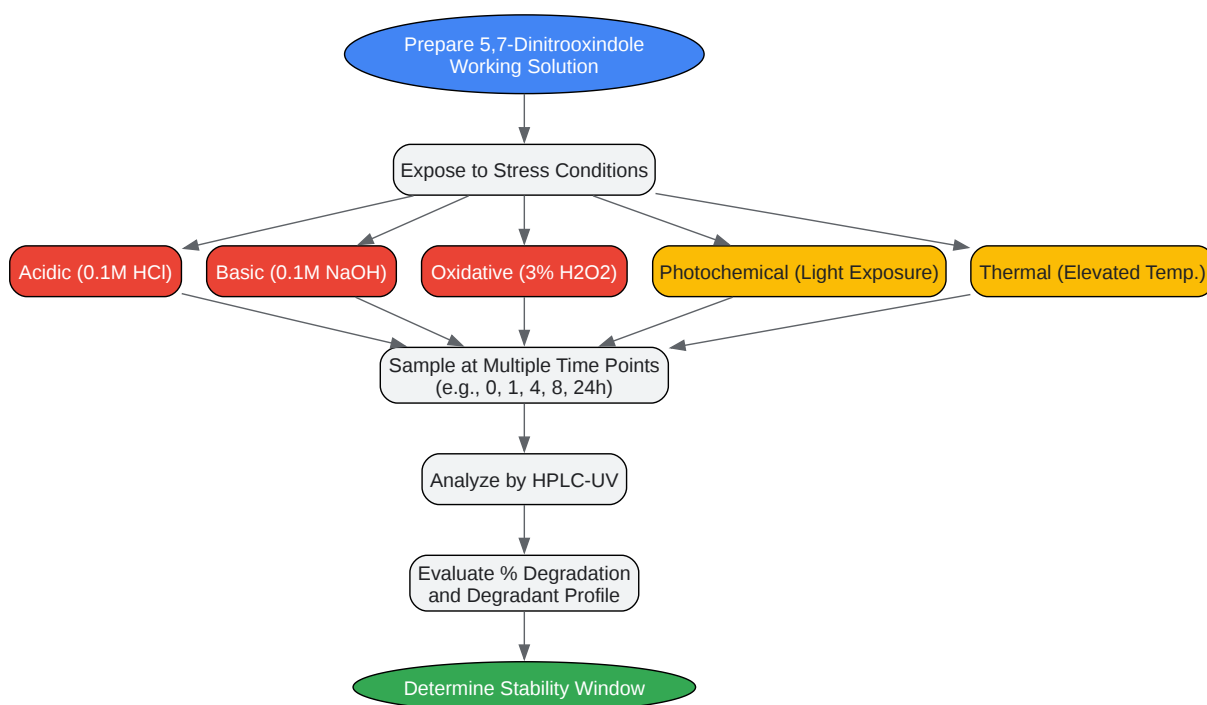 Prepare 5,7-Dinitrooxindole
Working Solution
Expose to Stress Conditions
Acidic (0.1M HCl)
Basic (0.1M NaOH)
Oxidative (3% H2O2)
Photochemical (Light Exposure)
Thermal (Elevated Temp.)
Sample at Multiple Time Points
(e.g., 0, 1, 4, 8, 24h)
Analyze by HPLC-UV
Evaluate % Degradation
and Degradant Profile
Determine Stability Window